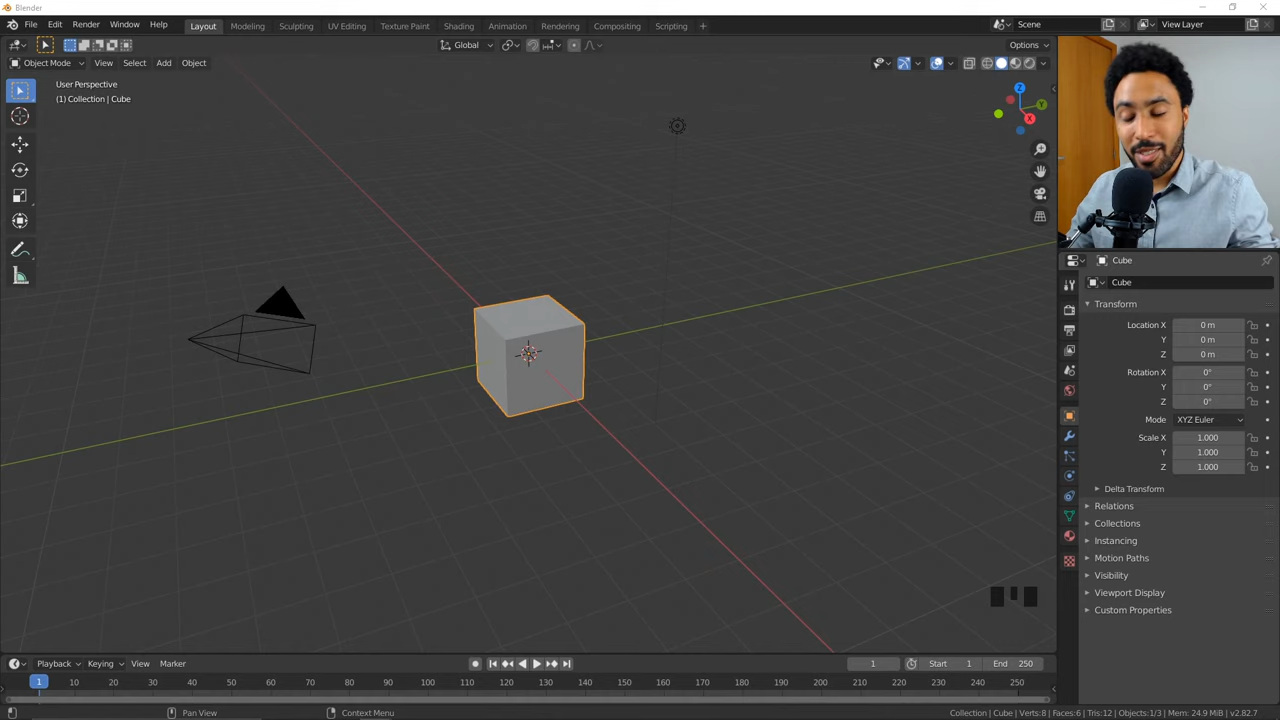 Blender
File Edit Render Window Help Layout Modeling Sculpting UV Editing Texture Paint Shading Animation Rendering Compositing Scripting + Scene View Layer
Global Options
Object Mode View Select Add Object
User Perspective
(1) Collection | Cube
Z
Y
X
Cube
Cube
Transform
Location X 0 m
Y 0 m
Z 0 m
Rotation X 0°
Y 0°
Z 0°
Mode XYZ Euler
Scale X 1.000
Y 1.000
Z 1.000
Delta Transform
Relations
Collections
Instancing
Motion Paths
Visibility
Viewport Display
Custom Properties
Playback Keying View Marker 1 Start 1 End 250
1 10 20 30 40 50 60 70 80 90 100 110 120 130 140 150 160 170 180 190 200 210 220 230 240 250
Pan View Context Menu Collection | Cube | Verts:8 | Faces:6 | Tris:12 | Objects:1/3 | Mem: 24.9 MiB | v2.82.7